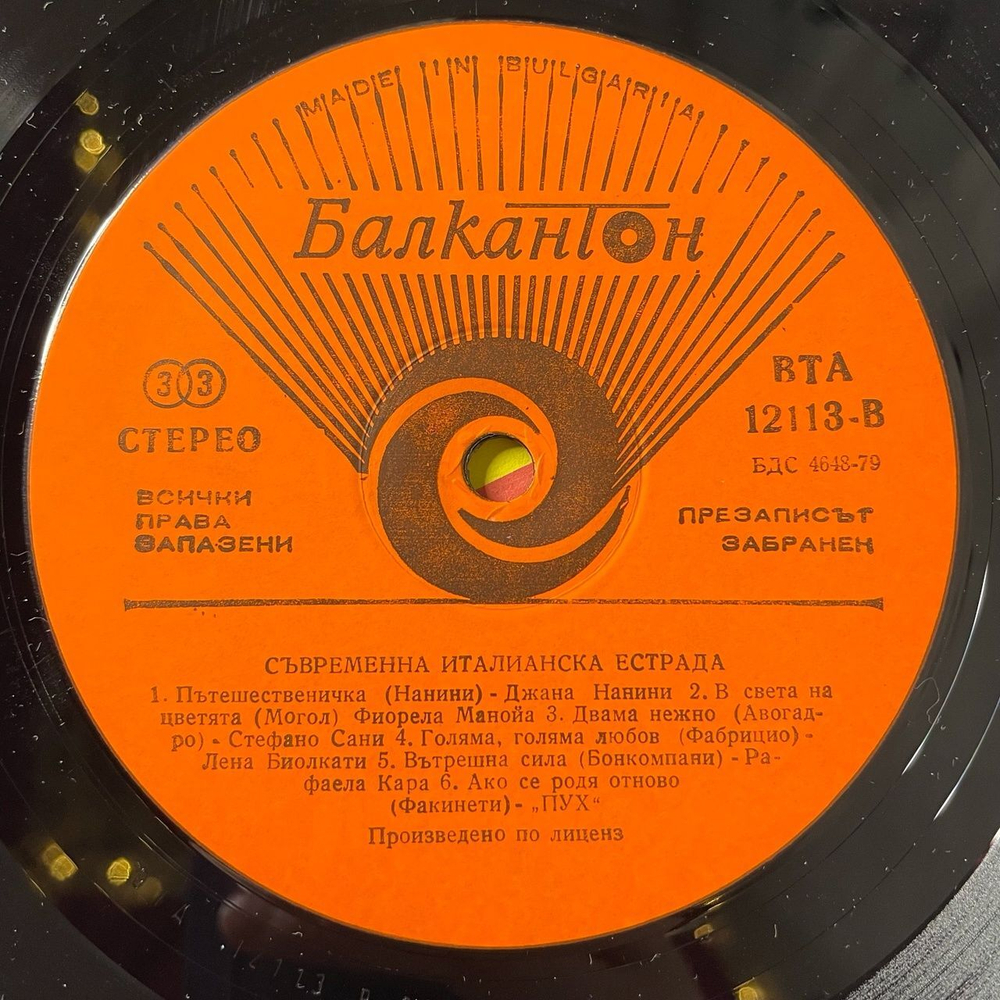 MADE IN BULGARIA
Балкантон
33
СТЕРЕО
ВСИЧКИ
ПРАВА
ЗАПАЗЕНИ
ВТА
12113-В
БДС 4648-79
ПРЕЗАПИСЪТ
ЗАБРАНЕН
СЪВРЕМЕННА ИТАЛИАНСКА ЕСТРАДА
1. Пътешественичка (Нанини) - Джана Нанини 2. В света на
цветята (Могол) Фиорела Манойа 3. Двама нежно (Авогад-
ро) - Стефано Сани 4. Голяма, голяма любов (Фабрицио) -
Лена Биолкати 5. Вътрешна сила (Бонкомпани) - Ра-
фаела Кара 6. Ако се родя отново
(Факинети) - „ПУХ“
Произведено по лиценз